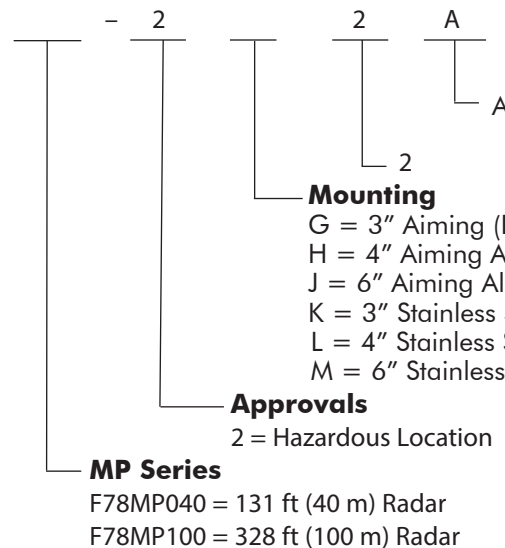 – 2 2 A
A
2
Mounting
G = 3" Aiming
H = 4" Aiming
J = 6" Aiming
K = 3" Stainless
L = 4" Stainless
M = 6" Stainless
Approvals
2 = Hazardous Location
MP Series
F78MP040 = 131 ft (40 m) Radar
F78MP100 = 328 ft (100 m) Radar